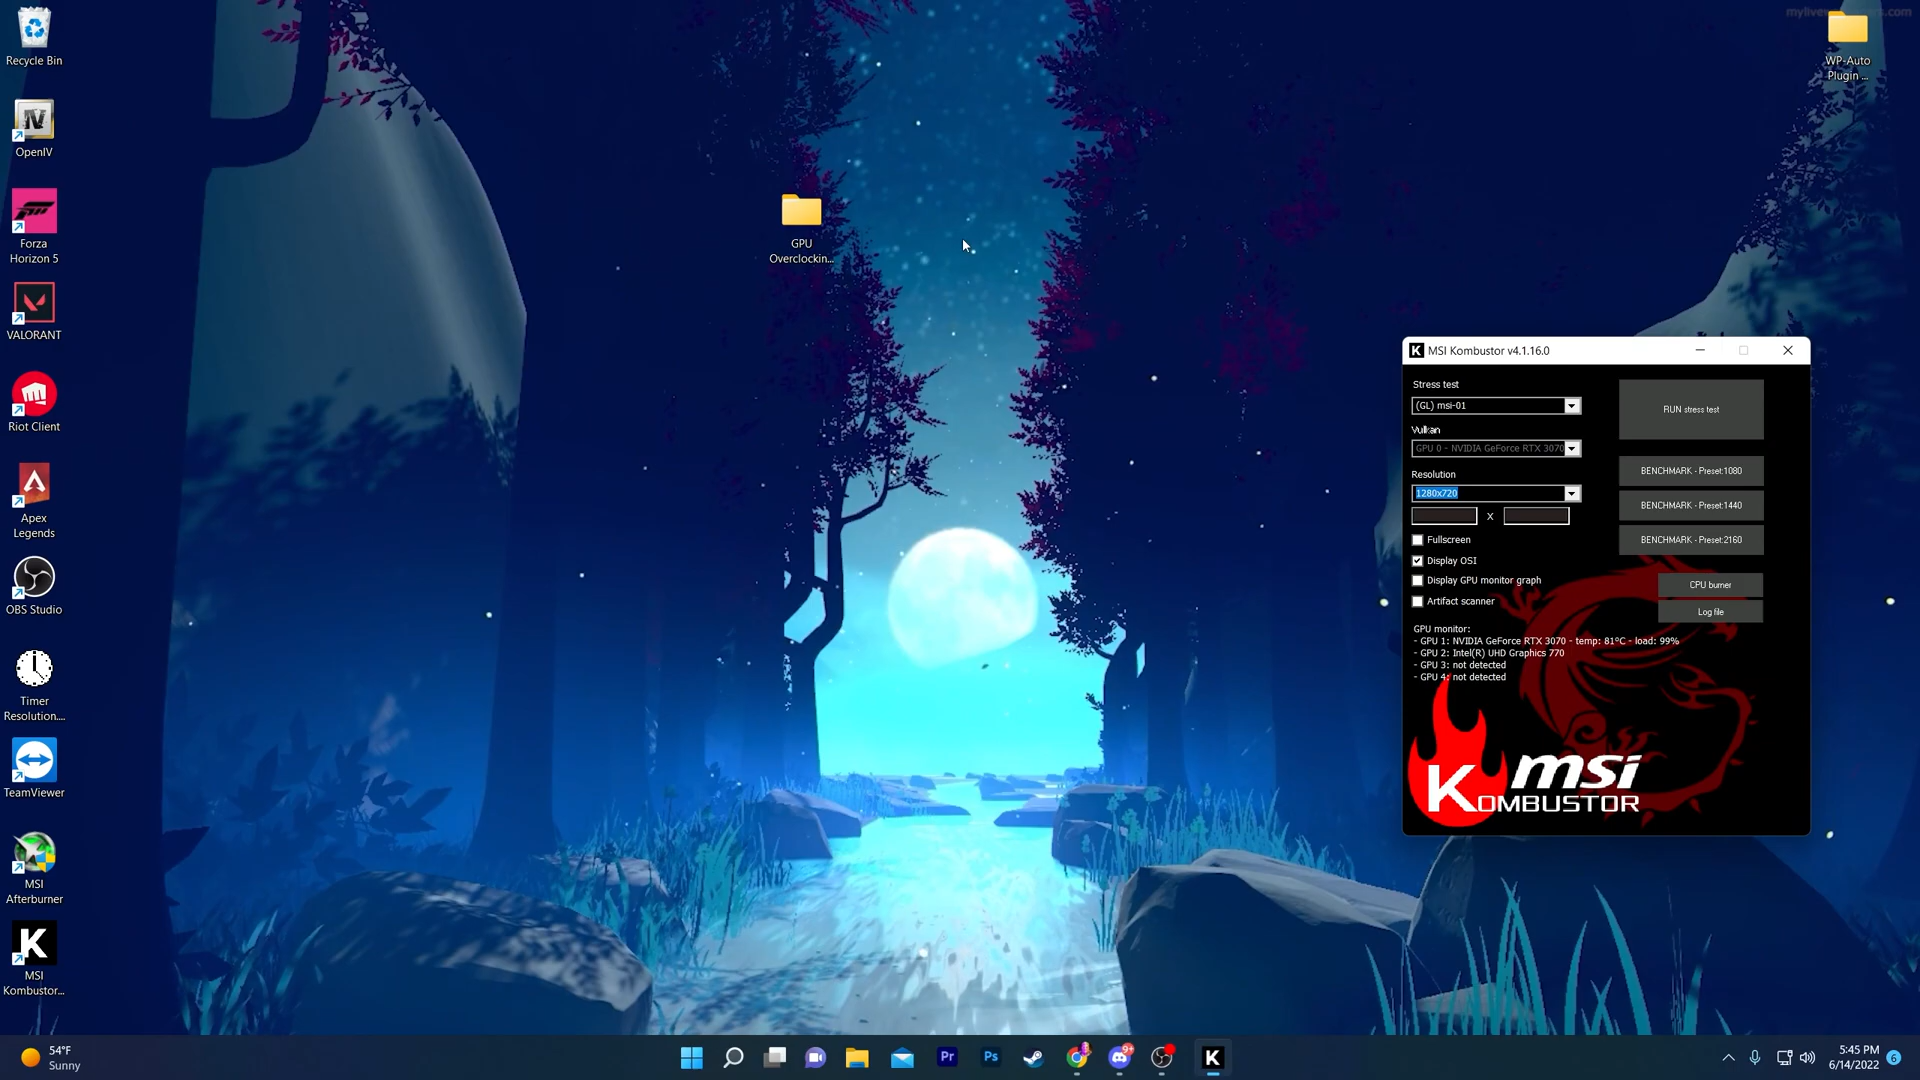 Recycle Bin
OpenIV
Forza
Horizon 5
VALORANT
Riot Client
Apex
Legends
OBS Studio
Timer
Resolution....
TeamViewer
MSI
Afterburner
K
MSI
Kombustor...
GPU
Overclockin...
WP-Auto
Plugin ...
K MSI Kombustor v4.1.16.0
Stress test
(GL) msi-01
Vulkan
GPU 0 - NVIDIA GeForce RTX 3070
Resolution
1280x720
X
Fullscreen
Display OSI
Display GPU monitor graph
Artifact scanner
RUN stress test
BENCHMARK - Preset:1080
BENCHMARK - Preset:1440
BENCHMARK - Preset:2160
CPU burner
Log file
GPU monitor:
- GPU 1: NVIDIA GeForce RTX 3070 - temp: 81°C - load: 99%
- GPU 2: Intel(R) UHD Graphics 770
- GPU 3: not detected
- GPU 4: not detected
msi
KOMBUSTOR
54°F
Sunny
Pr
Ps
9+
K
5:45 PM
6/14/2022
6